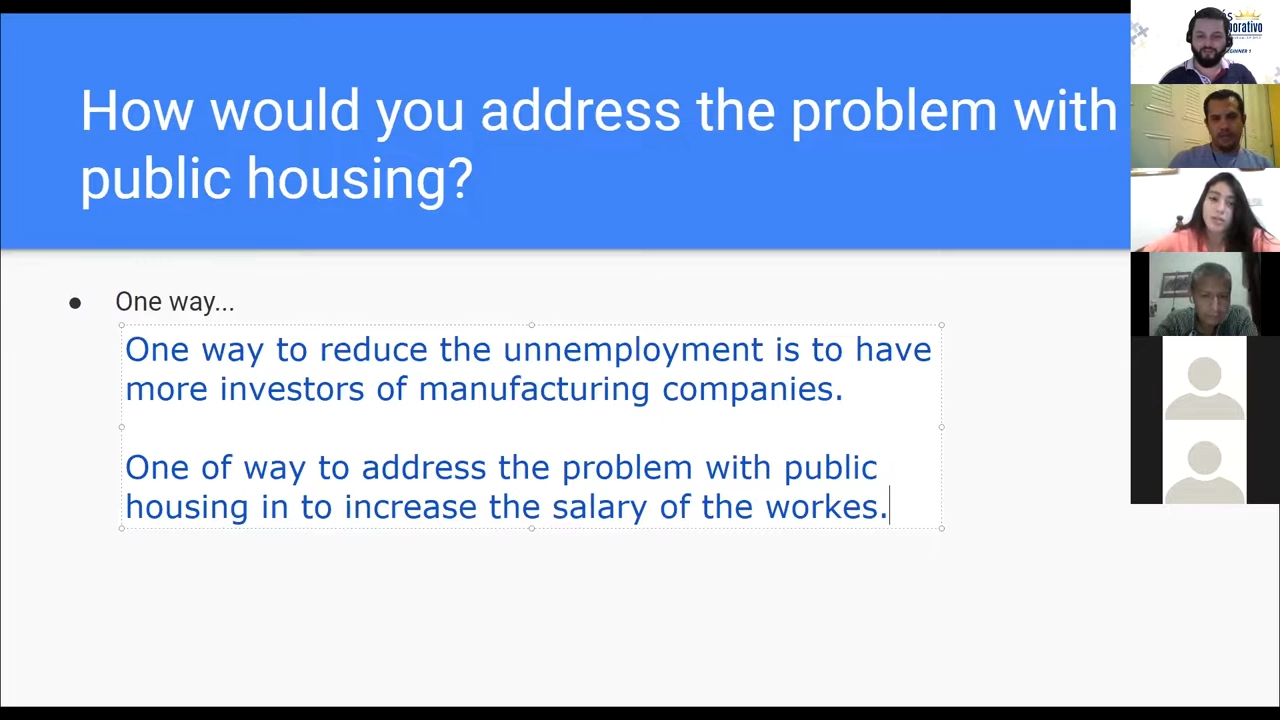 How would you address the problem with
public housing?
● One way...
One way to reduce the unnemployment is to have
more investors of manufacturing companies.
One of way to address the problem with public
housing in to increase the salary of the workes.